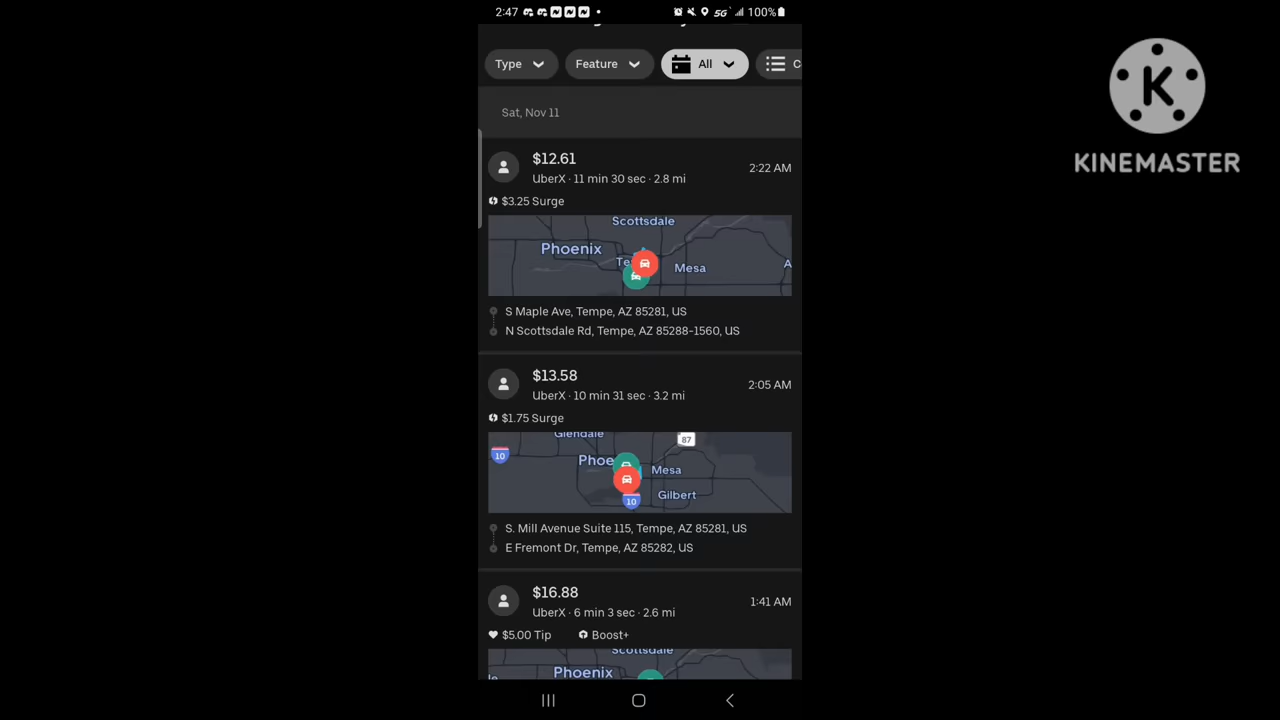 2:47
5G 100%
Type Feature All C
Sat, Nov 11
$12.61
UberX · 11 min 30 sec · 2.8 mi
2:22 AM
$3.25 Surge
Scottsdale
Phoenix
Te
Mesa
A
S Maple Ave, Tempe, AZ 85281, US
N Scottsdale Rd, Tempe, AZ 85288-1560, US
$13.58
UberX · 10 min 31 sec · 3.2 mi
2:05 AM
$1.75 Surge
Glendale
87
10
Phoe
Mesa
Gilbert
10
S. Mill Avenue Suite 115, Tempe, AZ 85281, US
E Fremont Dr, Tempe, AZ 85282, US
$16.88
UberX · 6 min 3 sec · 2.6 mi
1:41 AM
$5.00 Tip Boost+
Scottsdale
Phoenix
le
K
KINEMASTER